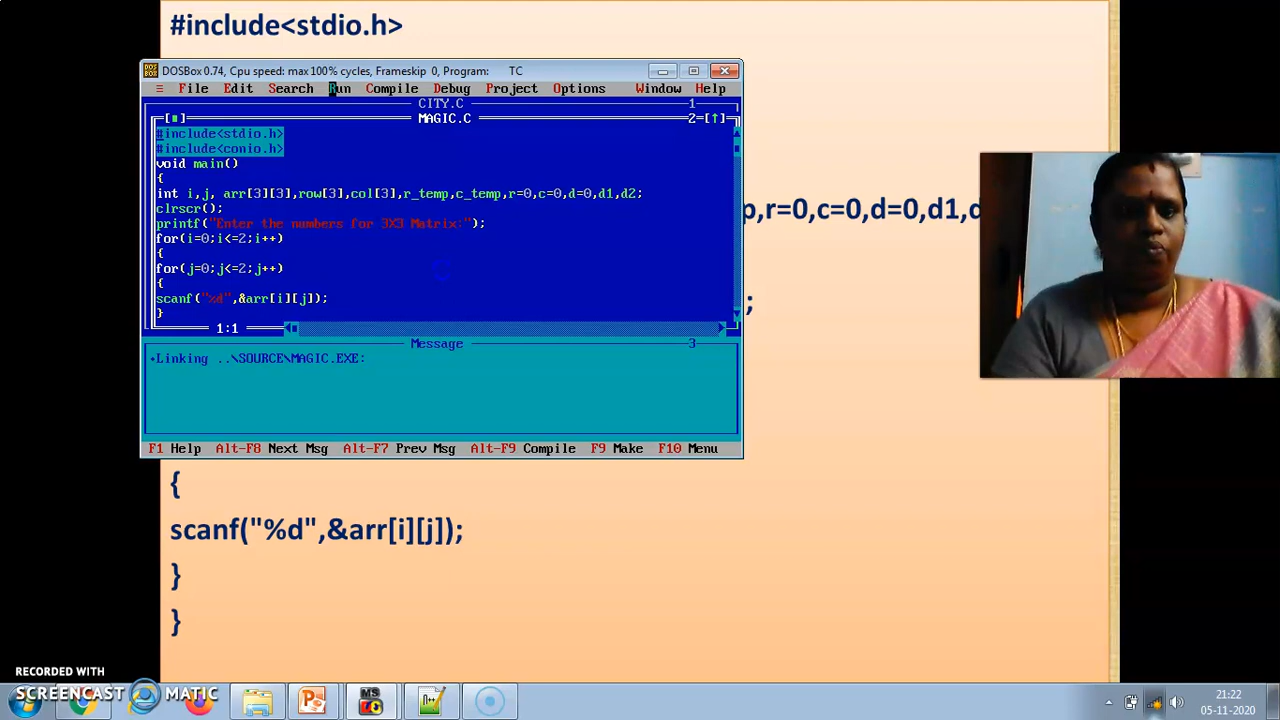 #include<stdio.h>
DOSBox 0.74, Cpu speed: max 100% cycles, Frameskip 0, Program: TC
≡ File Edit Search Run Compile Debug Project Options Window Help
CITY.C 1
[■] MAGIC.C 2=[↑]
#include<stdio.h>
#include<conio.h>
void main()
{
int i,j, arr[3][3],row[3],col[3],r_temp,c_temp,r=0,c=0,d=0,d1,d2;
clrscr();
printf("Enter the numbers for 3X3 Matrix:");
for(i=0;i<=2;i++)
{
for(j=0;j<=2;j++)
{
scanf("%d",&arr[i][j]);
}
1:1
Message 3
•Linking ..\SOURCE\MAGIC.EXE:
F1 Help Alt-F8 Next Msg Alt-F7 Prev Msg Alt-F9 Compile F9 Make F10 Menu
p,r=0,c=0,d=0,d1,d
;
{
scanf("%d",&arr[i][j]);
}
}
RECORDED WITH
SCREENCAST MATIC
21:22
05-11-2020